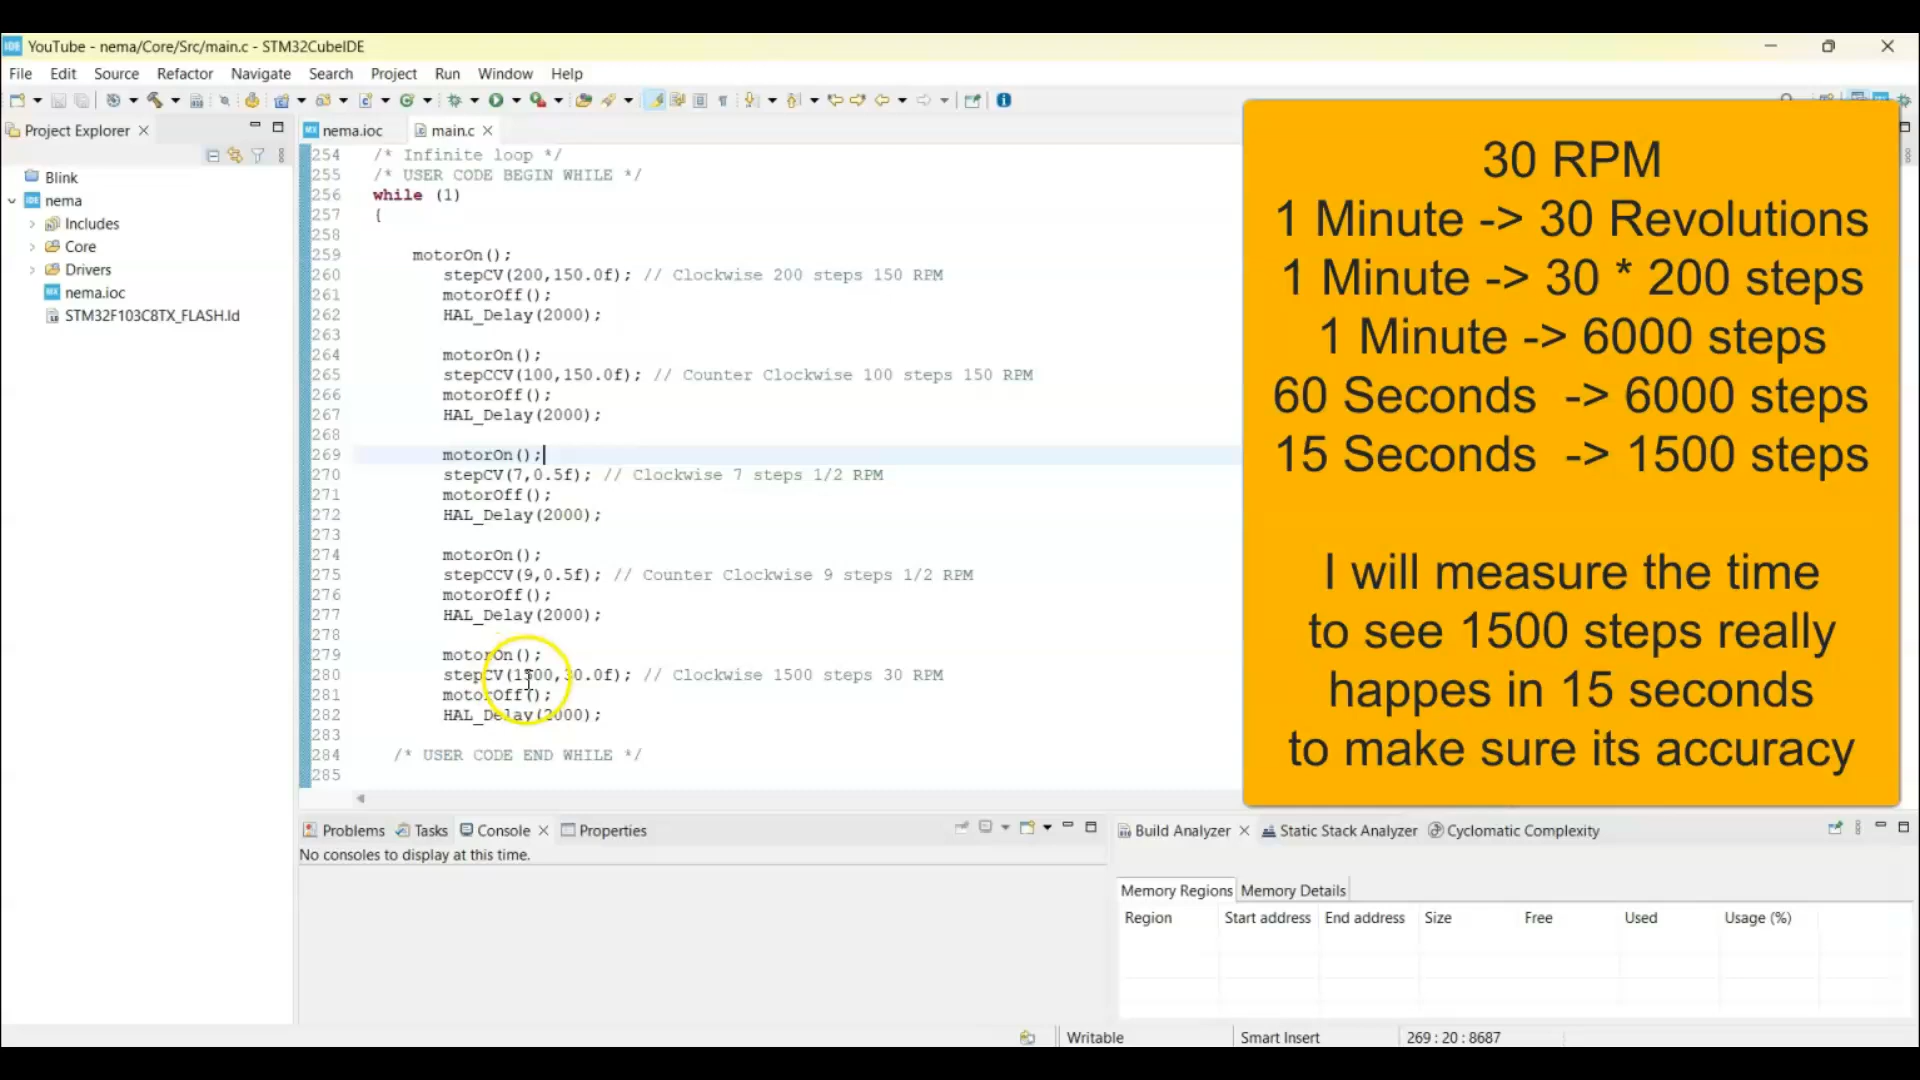 YouTube - nema/Core/Src/main.c - STM32CubeIDE
File Edit Source Refactor Navigate Search Project Run Window Help
Project Explorer
nema.ioc
main.c
Blink
nema
Includes
Core
Drivers
nema.ioc
STM32F103C8TX_FLASH.ld
254 /* Infinite loop */
255 /* USER CODE BEGIN WHILE */
256 while (1)
257 {
258
259 motorOn();
260 stepCV(200,150.0f); // Clockwise 200 steps 150 RPM
261 motorOff();
262 HAL_Delay(2000);
263
264 motorOn();
265 stepCCV(100,150.0f); // Counter Clockwise 100 steps 150 RPM
266 motorOff();
267 HAL_Delay(2000);
268
269 motorOn();
270 stepCV(7,0.5f); // Clockwise 7 steps 1/2 RPM
271 motorOff();
272 HAL_Delay(2000);
273
274 motorOn();
275 stepCCV(9,0.5f); // Counter Clockwise 9 steps 1/2 RPM
276 motorOff();
277 HAL_Delay(2000);
278
279 motorOn();
280 stepCV(1500,30.0f); // Clockwise 1500 steps 30 RPM
281 motorOff();
282 HAL_Delay(2000);
283
284 /* USER CODE END WHILE */
285
30 RPM
1 Minute -> 30 Revolutions
1 Minute -> 30 * 200 steps
1 Minute -> 6000 steps
60 Seconds -> 6000 steps
15 Seconds -> 1500 steps
I will measure the time
to see 1500 steps really
happes in 15 seconds
to make sure its accuracy
Problems Tasks Console Properties
No consoles to display at this time.
Build Analyzer Static Stack Analyzer Cyclomatic Complexity
Memory Regions Memory Details
Region Start address End address Size Free Used Usage (%)
Writable Smart Insert 269 : 20 : 8687